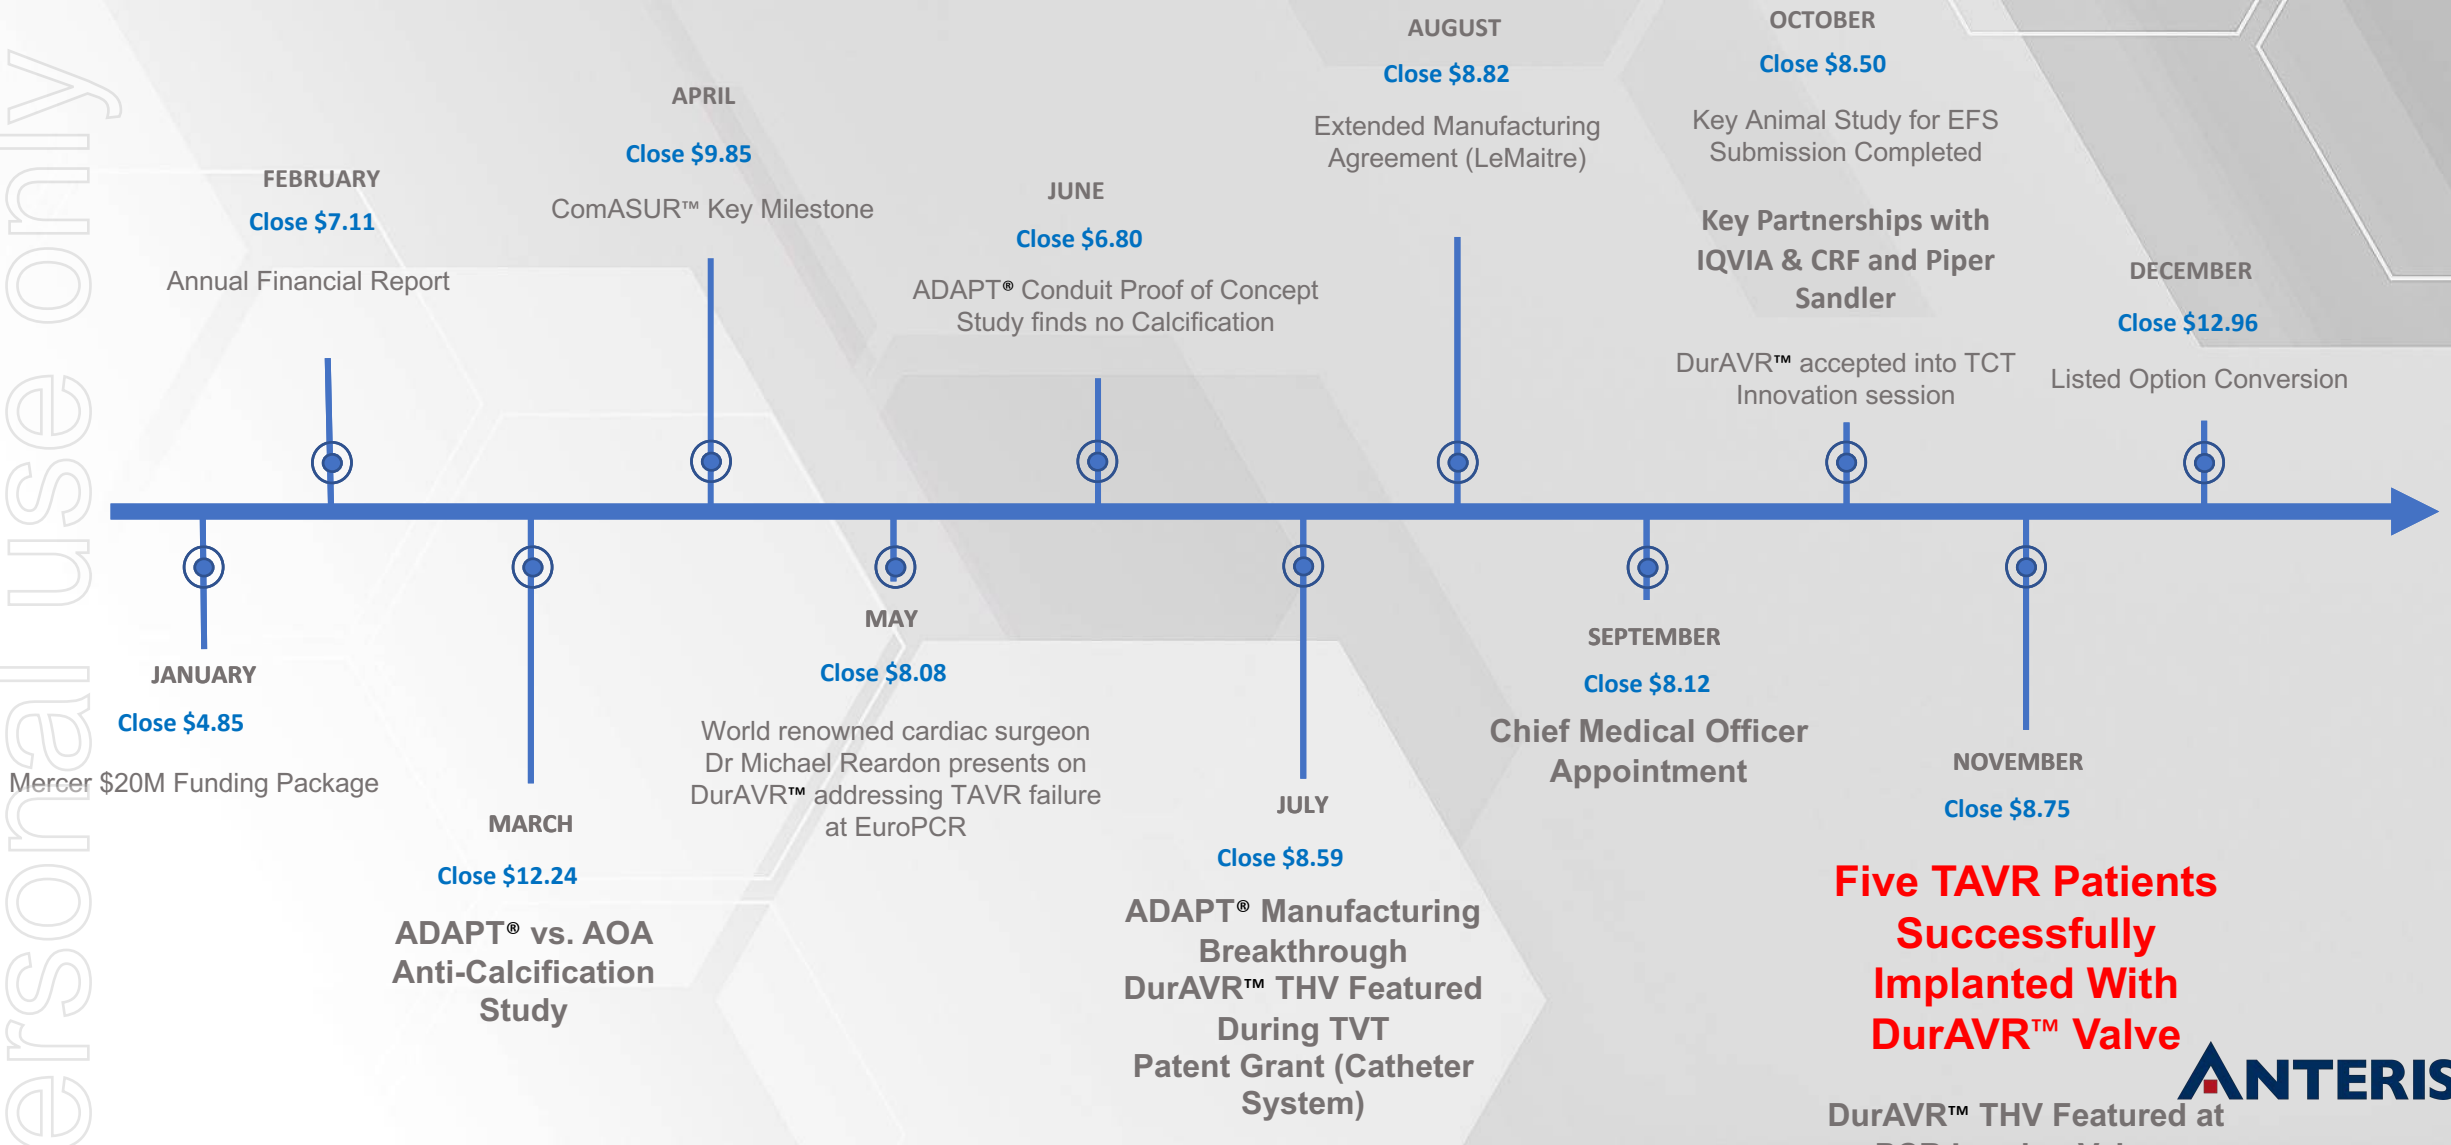 ersonal use only
JANUARY
Close $4.85
Mercer $20M Funding Package
FEBRUARY
Close $7.11
Annual Financial Report
MARCH
Close $12.24
ADAPT® vs. AOA
Anti-Calcification
Study
APRIL
Close $9.85
ComASUR™ Key Milestone
MAY
Close $8.08
World renowned cardiac surgeon
Dr Michael Reardon presents on
DurAVR™ addressing TAVR failure
at EuroPCR
JUNE
Close $6.80
ADAPT® Conduit Proof of Concept
Study finds no Calcification
JULY
Close $8.59
ADAPT® Manufacturing
Breakthrough
DurAVR™ THV Featured
During TVT
Patent Grant (Catheter
System)
AUGUST
Close $8.82
Extended Manufacturing
Agreement (LeMaitre)
SEPTEMBER
Close $8.12
Chief Medical Officer
Appointment
OCTOBER
Close $8.50
Key Animal Study for EFS
Submission Completed
Key Partnerships with
IQVIA & CRF and Piper
Sandler
DurAVR™ accepted into TCT
Innovation session
NOVEMBER
Close $8.75
Five TAVR Patients
Successfully
Implanted With
DurAVR™ Valve
DurAVR™ THV Featured at
DECEMBER
Close $12.96
Listed Option Conversion
ANTERIS